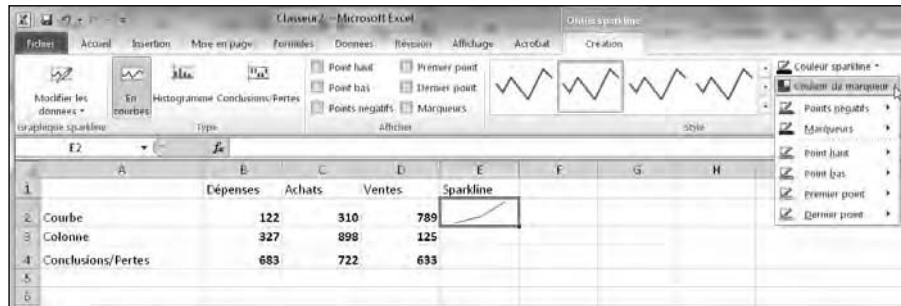 Classeur2 - Microsoft Excel
Outils sparkline
Fichier Accueil Insertion Mise en page Formules Données Révision Affichage Acrobat Création
Modifier les données
En courbes
Histogramme
Conclusions/Pertes
Point haut
Point bas
Points négatifs
Premier point
Dernier point
Marqueurs
Couleur sparkline
Couleur de marqueur
Points négatifs
Marqueurs
Point haut
Point bas
Premier point
Dernier point
Graphique sparkline Type Afficher Style
E2 fx
A B C D E F G H
1 Dépenses Achats Ventes Sparkline
2 Courbe 122 310 789
3 Colonne 327 898 125
4 Conclusions/Pertes 683 722 633
5
6